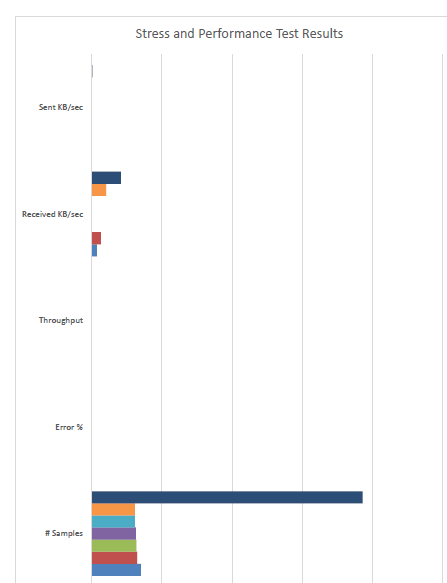 Stress and Performance Test Results
Sent KB/sec
Received KB/sec
Throughput
Error %
# Samples